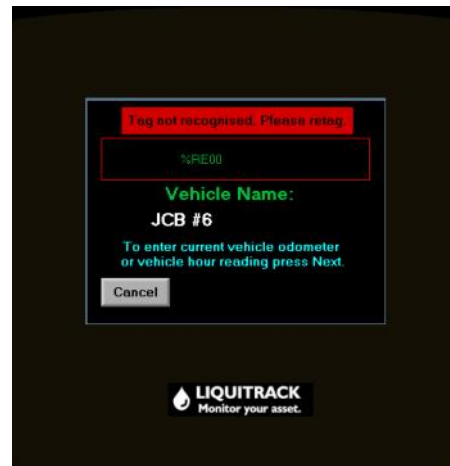 Tag not recognised. Please retag.
%RE00
Vehicle Name:
JCB #6
To enter current vehicle odometer
or vehicle hour reading press Next.
Cancel
LIQUITRACK
Monitor your asset.